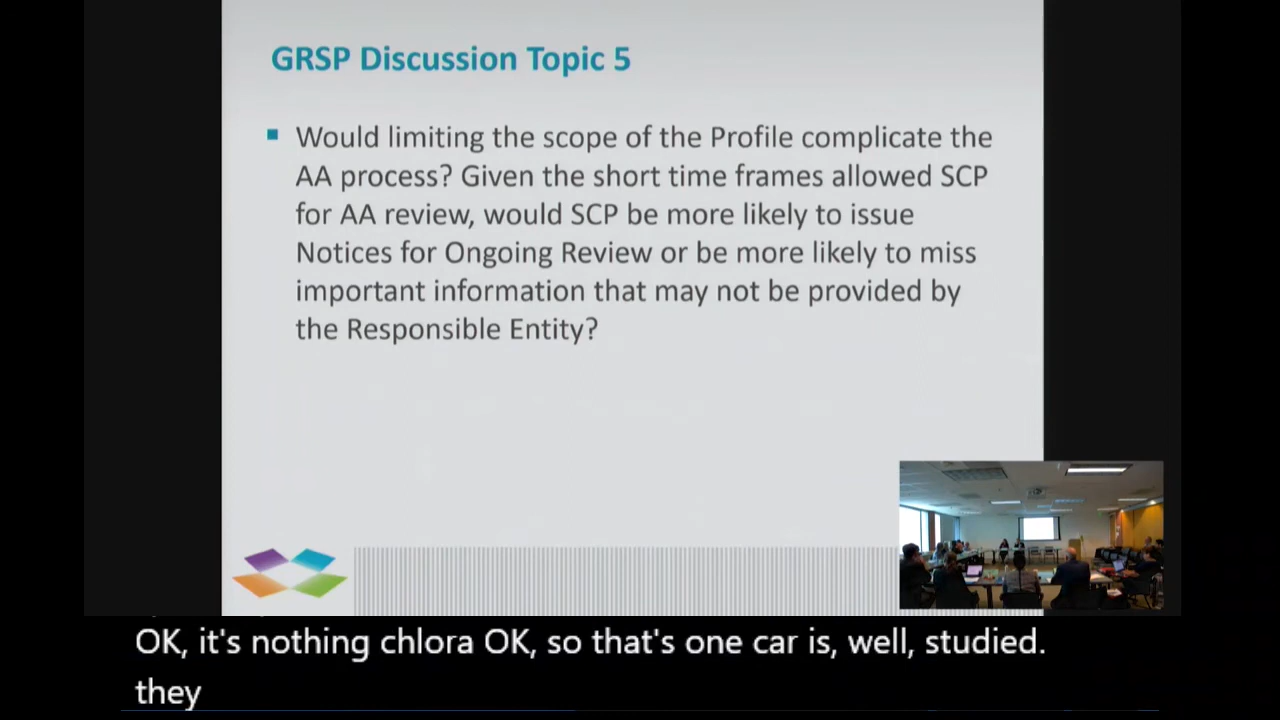 GRSP Discussion Topic 5
Would limiting the scope of the Profile complicate the
AA process? Given the short time frames allowed SCP
for AA review, would SCP be more likely to issue
Notices for Ongoing Review or be more likely to miss
important information that may not be provided by
the Responsible Entity?
OK, it's nothing chlora OK, so that's one car is, well, studied.
they